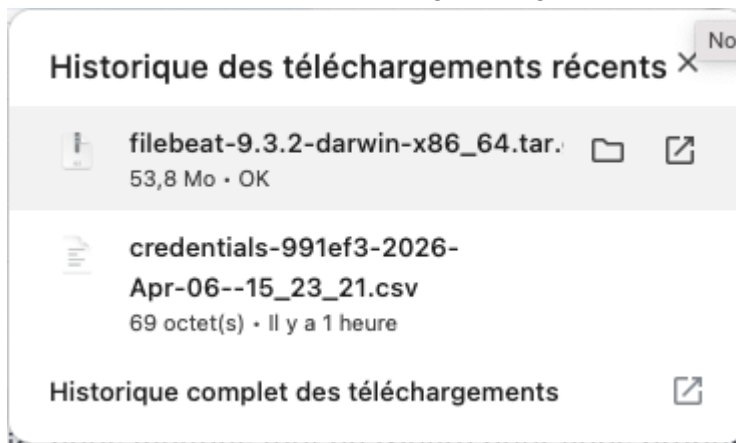 Historique des téléchargements récents
No
filebeat-9.3.2-darwin-x86_64.tar.
53,8 Mo • OK
credentials-991ef3-2026-
Apr-06--15_23_21.csv
69 octet(s) • Il y a 1 heure
Historique complet des téléchargements